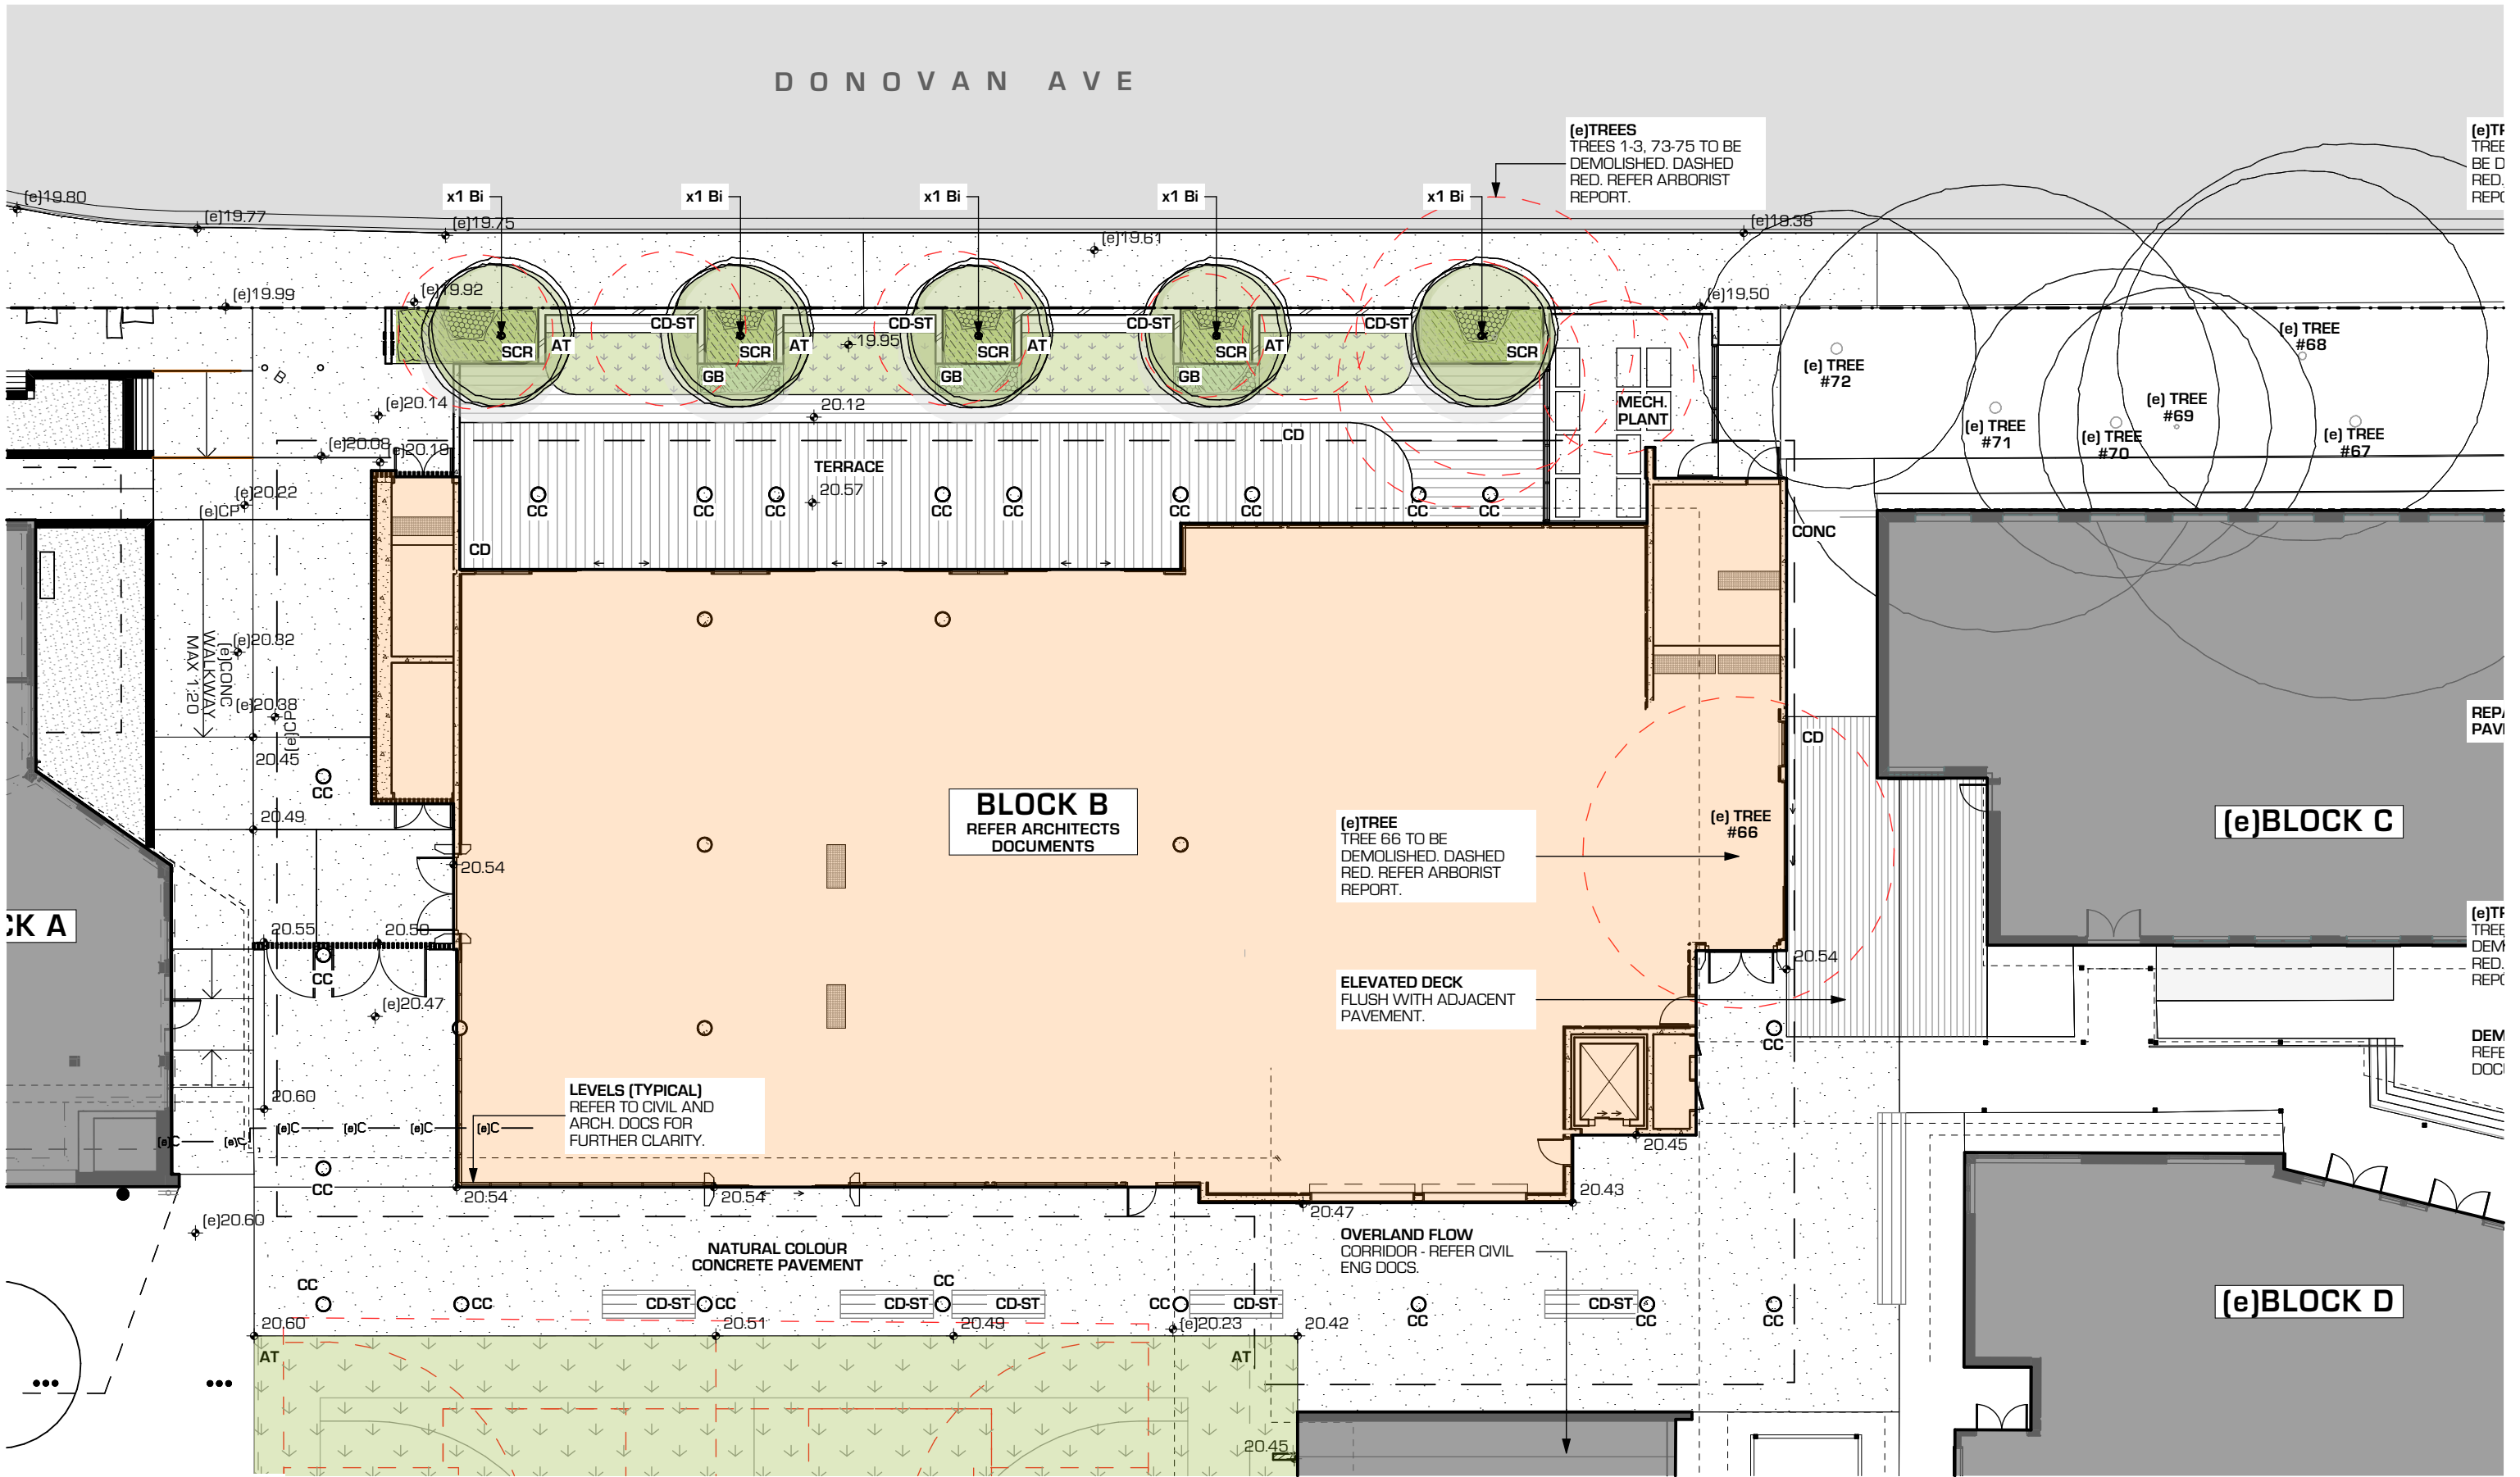 DONOVAN AVE
(e)TREES
TREES 1-3, 73-75 TO BE
DEMOLISHED. DASHED
RED. REFER ARBORIST
REPORT.
x1 Bi
x1 Bi
x1 Bi
x1 Bi
x1 Bi
(e)19.80
(e)19.77
(e)19.75
(e)19.61
(e)19.38
(e)19.99
(e)19.92
(e)19.50
CD-ST
CD-ST
CD-ST
CD-ST
SCR
AT
SCR
AT
19.95
SCR
AT
SCR
AT
SCR
GB
GB
GB
(e) TREE
#68
(e) TREE
#72
(e) TREE
#69
(e) TREE
#71
(e) TREE
#70
(e) TREE
#67
MECH.
PLANT
(e)20.14
20.12
(e)20.08
(e)20.19
CD
TERRACE
20.57
(e)20.22
(e)CP
CC
CC
CC
CC
CC
CC
CC
CC
CC
CD
CONC
(e)20.32
(e)CONC
WALKWAY
MAX 1:20
(e)20.38
(e)CP
20.45
CC
CD
20.49
BLOCK B
REFER ARCHITECTS
DOCUMENTS
(e)TREE
TREE 66 TO BE
DEMOLISHED. DASHED
RED. REFER ARBORIST
REPORT.
(e) TREE
#66
(e)BLOCK C
20.54
CK A
20.55
20.50
CC
20.54
(e)20.47
ELEVATED DECK
FLUSH WITH ADJACENT
PAVEMENT.
CC
LEVELS (TYPICAL)
REFER TO CIVIL AND
ARCH. DOCS FOR
FURTHER CLARITY.
20.60
(e)C
(e)C
(e)C
(e)C
(e)C
(e)C
20.45
CC
20.54
20.54
20.43
20.47
(e)20.60
NATURAL COLOUR
CONCRETE PAVEMENT
OVERLAND FLOW
CORRIDOR - REFER CIVIL
ENG DOCS.
CC
CC
CD-ST
CC
CC
CD-ST
CD-ST
CC
CD-ST
CC
CD-ST
CC
CC
(e)BLOCK D
20.60
20.51
20.49
(e)20.23
20.42
AT
AT
20.45